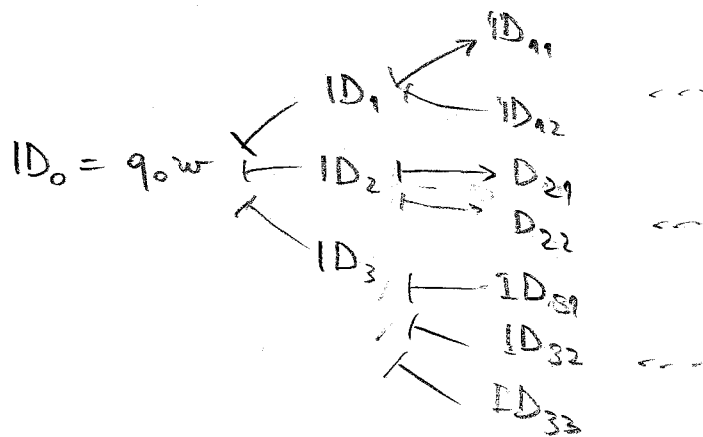 ID₁₁
ID₁
ID₁₂
ID₀ = q₀w
ID₂
D₂₁
D₂₂
ID₃
ID₃₁
ID₃₂
ID₃₃